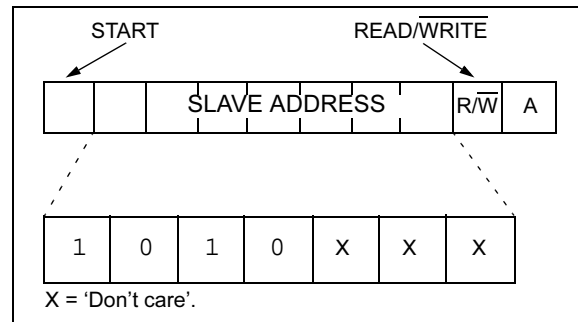 START READ/WRITE
SLAVE ADDRESS R/W A
1 0 1 0 X X X
X = ‘Don’t care’.